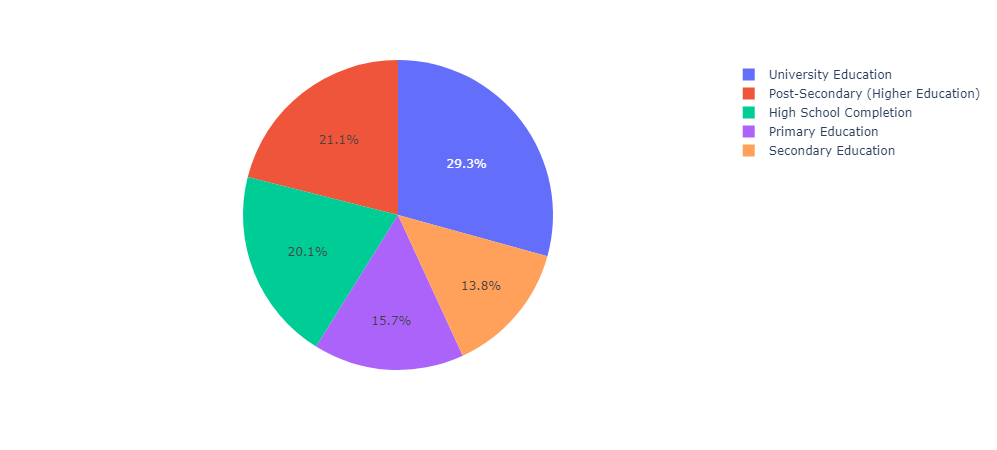 University Education
Post-Secondary (Higher Education)
High School Completion
Primary Education
Secondary Education
21.1%
29.3%
20.1%
13.8%
15.7%